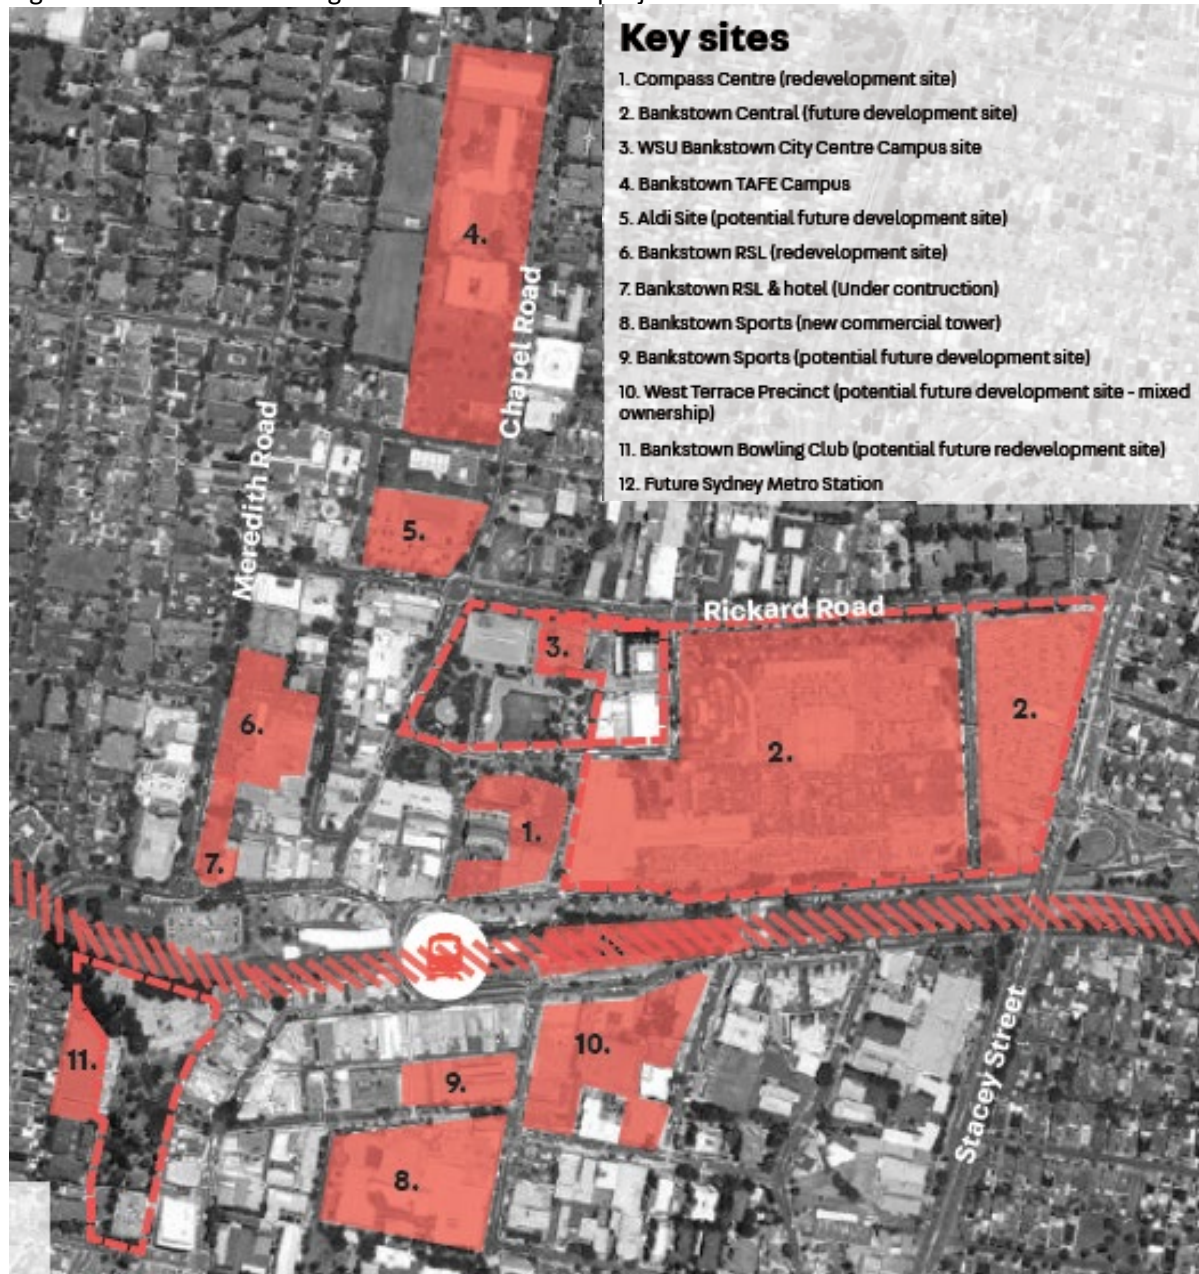 Key sites
1. Compass Centre (redevelopment site)
2. Bankstown Central (future development site)
3. WSU Bankstown City Centre Campus site
4. Bankstown TAFE Campus
5. Aldi Site (potential future development site)
6. Bankstown RSL (redevelopment site)
7. Bankstown RSL & hotel (Under contruction)
8. Bankstown Sports (new commercial tower)
9. Bankstown Sports (potential future development site)
10. West Terrace Precinct (potential future development site - mixed
ownership)
11. Bankstown Bowling Club (potential future redevelopment site)
12. Future Sydney Metro Station
4.
Chapel Road
Meredith Road
5.
Rickard Road
3.
6.
2.
2.
1.
7.
10.
11.
9.
Stacey Street
8.